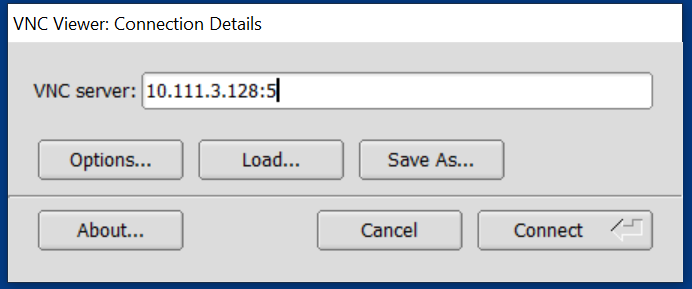 VNC Viewer: Connection Details
VNC server: 10.111.3.128:5
Options... Load... Save As...
About... Cancel Connect